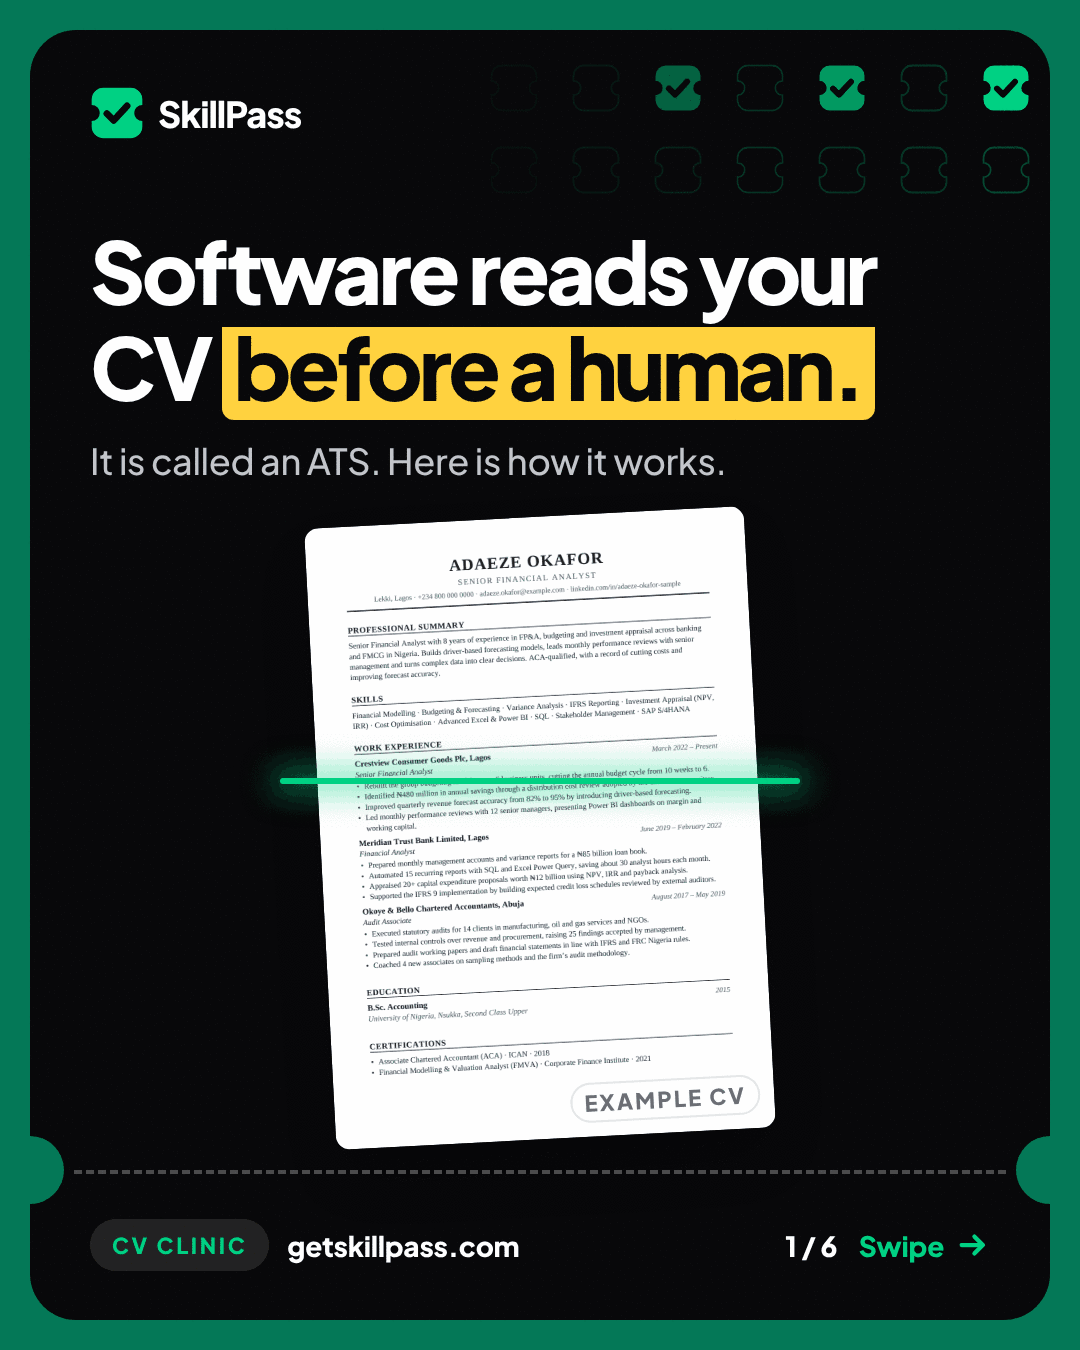 SkillPass
Software reads your
CV before a human.
It is called an ATS. Here is how it works.
ADAEZE OKAFOR
SENIOR FINANCIAL ANALYST
Lekki, Lagos · +234 800 000 0000 · adaeze.okafor@example.com · linkedin.com/in/adaeze-okafor-sample
PROFESSIONAL SUMMARY
Senior Financial Analyst with 8 years of experience in FP&A, budgeting and investment appraisal across banking
and FMCG in Nigeria. Builds driver-based forecasting models, leads monthly performance reviews with senior
management and turns complex data into clear decisions. ACA-qualified, with a record of cutting costs and
improving forecast accuracy.
SKILLS
Financial Modelling · Budgeting & Forecasting · Variance Analysis · IFRS Reporting · Investment Appraisal (NPV,
IRR) · Cost Optimisation · Advanced Excel & Power BI · SQL · Stakeholder Management · SAP S/4HANA
WORK EXPERIENCE
Crestview Consumer Goods Plc, Lagos March 2022 – Present
Senior Financial Analyst
Rebuilt the group units, cutting the annual budget cycle from 10 weeks to 6.
• Identified ₦480 million in annual savings through a distribution cost review adopted by
• Improved quarterly revenue forecast accuracy from 82% to 95% by introducing driver-based forecasting.
• Led monthly performance reviews with 12 senior managers, presenting Power BI dashboards on margin and
working capital.
Meridian Trust Bank Limited, Lagos June 2019 – February 2022
Financial Analyst
• Prepared monthly management accounts and variance reports for a ₦85 billion loan book.
• Automated 15 recurring reports with SQL and Excel Power Query, saving about 30 analyst hours each month.
• Appraised 20+ capital expenditure proposals worth ₦12 billion using NPV, IRR and payback analysis.
• Supported the IFRS 9 implementation by building expected credit loss schedules reviewed by external auditors.
Okoye & Bello Chartered Accountants, Abuja August 2017 – May 2019
Audit Associate
• Executed statutory audits for 14 clients in manufacturing, oil and gas services and NGOs.
• Tested internal controls over revenue and procurement, raising 25 findings accepted by management.
• Prepared audit working papers and draft financial statements in line with IFRS and FRC Nigeria rules.
• Coached 4 new associates on sampling methods and the firm's audit methodology.
EDUCATION
B.Sc. Accounting 2015
University of Nigeria, Nsukka, Second Class Upper
CERTIFICATIONS
• Associate Chartered Accountant (ACA) · ICAN · 2018
• Financial Modelling & Valuation Analyst (FMVA) · Corporate Finance Institute · 2021
EXAMPLE CV
CV CLINIC getskillpass.com 1/6 Swipe →